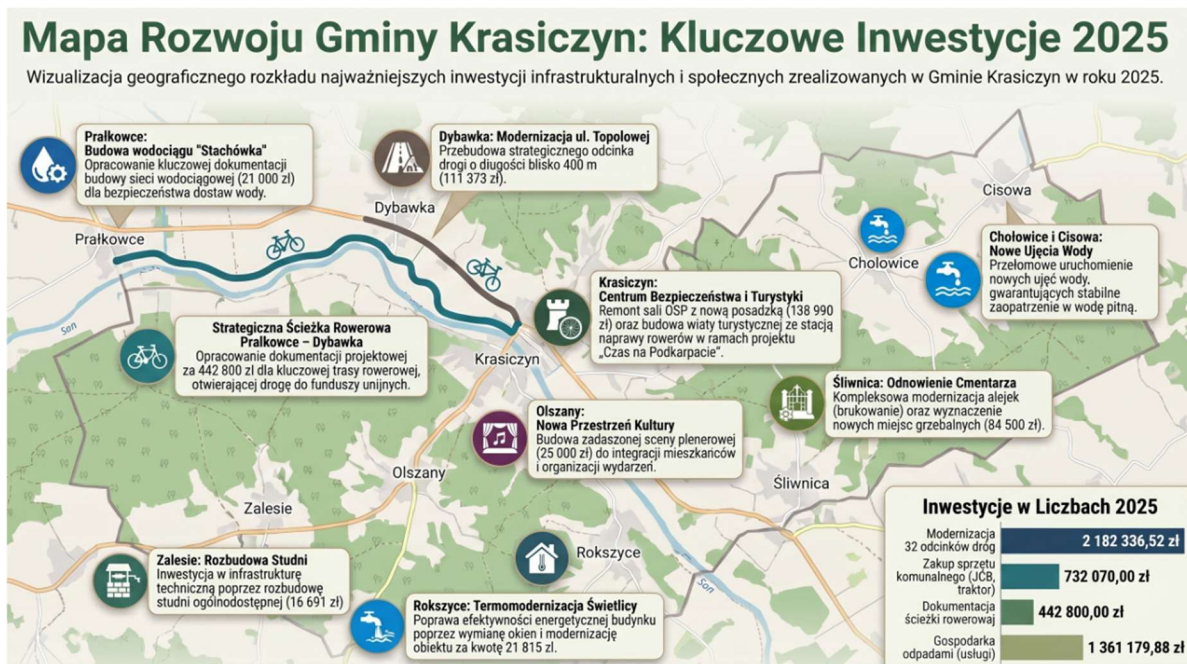 Mapa Rozwoju Gminy Krasiczyn: Kluczowe Inwestycje 2025
Wizualizacja geograficznego rozkładu najważniejszych inwestycji infrastrukturalnych i społecznych zrealizowanych w Gminie Krasiczyn w roku 2025.
Prałkowce:
Budowa wodociągu "Stachówka"
Opracowanie kluczowej dokumentacji
budowy sieci wodociągowej (21 000 zł)
dla bezpieczeństwa dostaw wody.
Dybawka: Modernizacja ul. Topolowej
Przebudowa strategicznego odcinka
drogi o długości blisko 400 m
(111 373 zł).
Dybawka
Prałkowce
Cisowa
Cholowice
Chołowice i Cisowa:
Nowe Ujęcia Wody
Przełomowe uruchomienie
nowych ujęć wody,
gwarantujących stabilne
zaopatrzenie w wodę pitną.
Krasiczyn:
Centrum Bezpieczeństwa i Turystyki
Remont sali OSP z nową posadzką (138 990
zł) oraz budowa wiaty turystycznej ze stacją
naprawy rowerów w ramach projektu
„Czas na Podkarpacie”.
San
Strategiczna Ścieżka Rowerowa
Pralkowce – Dybawka
Opracowanie dokumentacji projektowej
za 442 800 zl dla kluczowej trasy rowerowej,
otwierającej drogę do funduszy unijnych.
Krasiczyn
Śliwnica: Odnowienie Cmentarza
Kompleksowa modernizacja alejek
(brukowanie) oraz wyznaczenie
nowych miejsc grzebalnych (84 500 zł).
Olszany:
Nowa Przestrzeń Kultury
Budowa zadaszonej sceny plenerowej
(25 000 zł) do integracji mieszkańców
i organizacji wydarzeń.
Olszany
Śliwnica
Zalesie
Rokszyce
San
Zalesie: Rozbudowa Studni
Inwestycja w infrastrukturę
techniczną poprzez rozbudowę
studni ogólnodostępnej (16 691 zł)
Rokszyce: Termomodernizacja Świetlicy
Poprawa efektywności energetycznej budynku
poprzez wymianę okien i modernizację
obiektu za kwotę 21 815 zl.
Inwestycje w Liczbach 2025
Modernizacja
32 odcinków dróg
2 182 336,52 zł
Zakup sprzętu
komunalnego (JCB,
traktor)
732 070,00 zł
Dokumentacja
ścieżki rowerowaj
442 800,00 zł
Gospodarka
odpadami (usługi)
1 361 179,88 zł